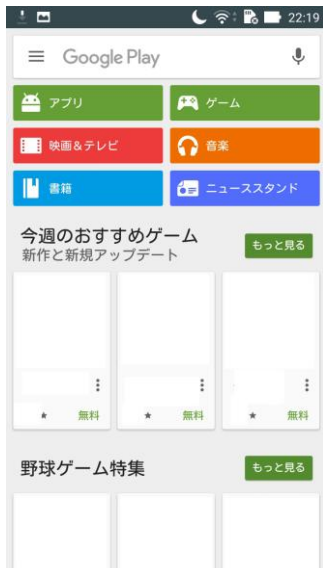 22:19
Google Play
アプリ
ゲーム
映画&テレビ
音楽
書籍
ニューススタンド
今週のおすすめゲーム
もっと見る
新作と新規アップデート
無料
無料
無料
野球ゲーム特集
もっと見る